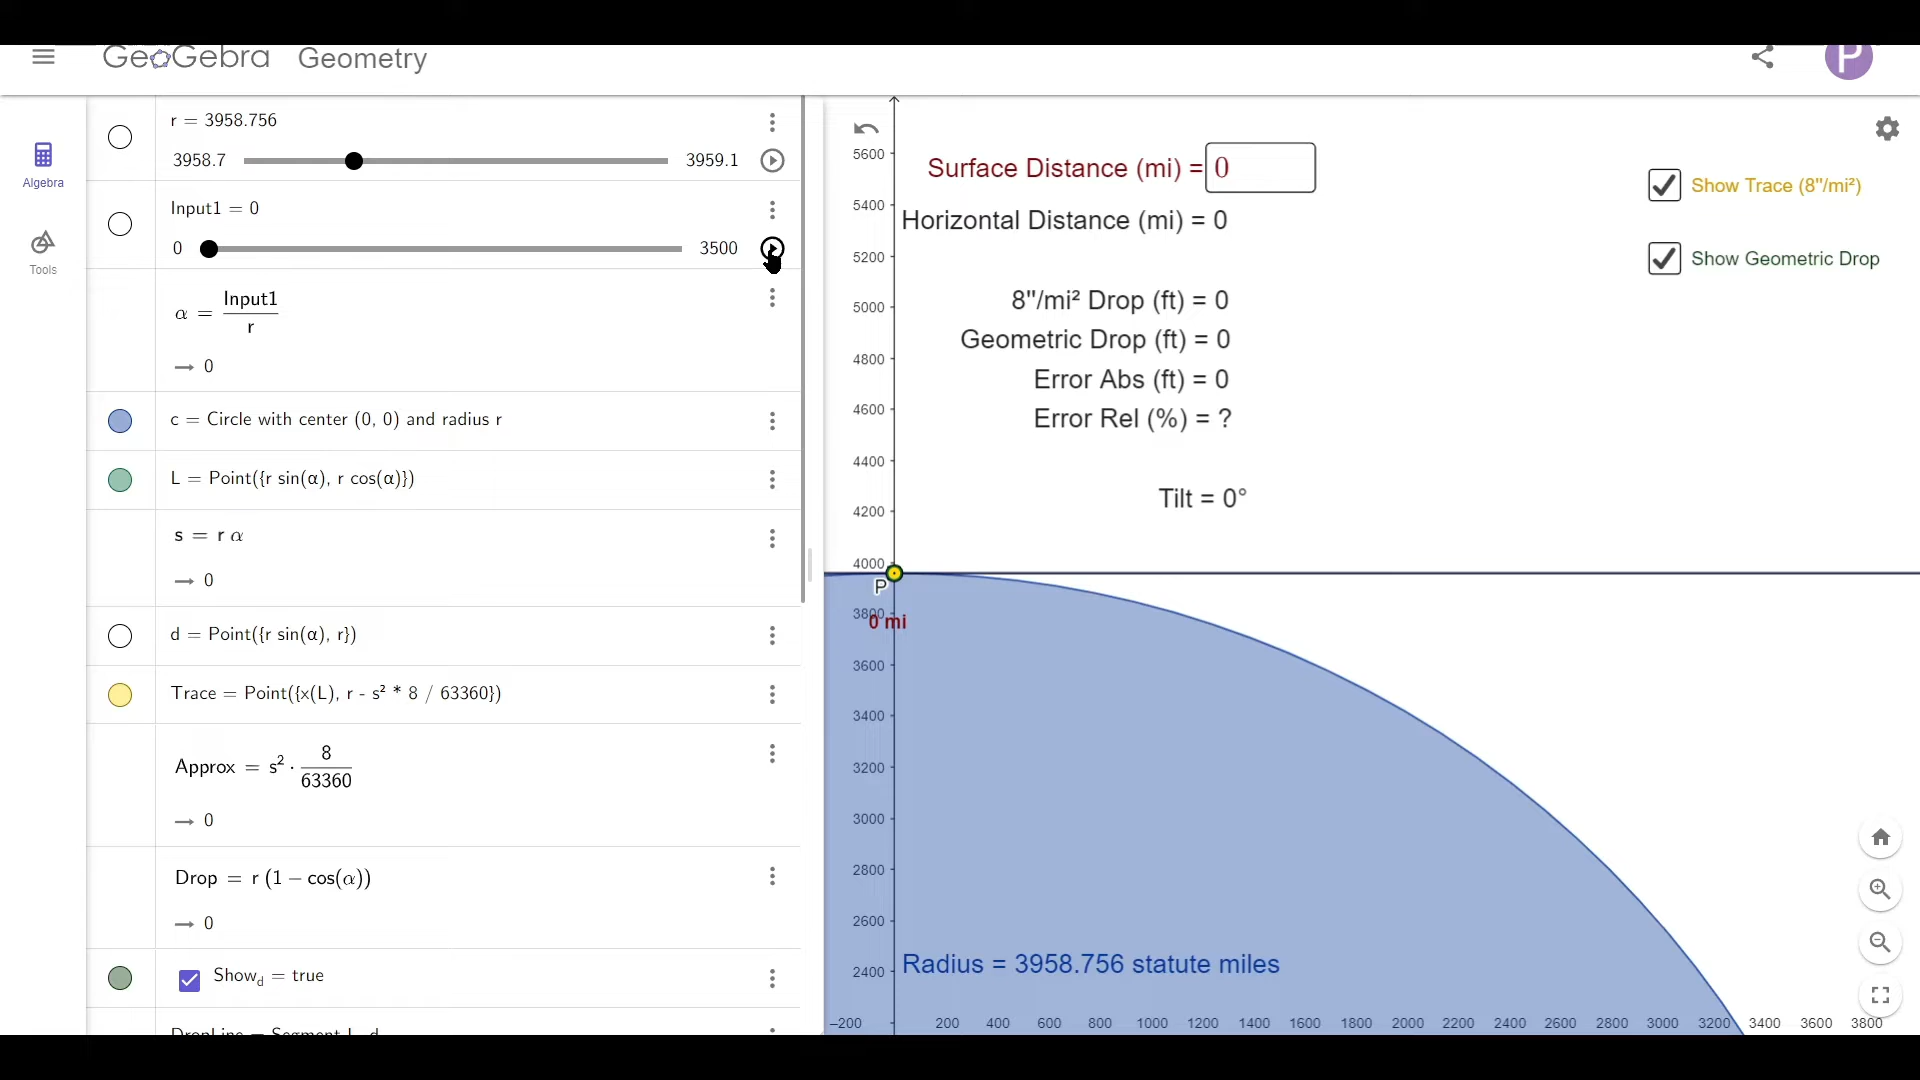 GeoGebra Geometry
P
Algebra
Tools
r = 3958.756
3958.7 3959.1
Input1 = 0
0 3500
α = Input1 / r
→ 0
c = Circle with center (0, 0) and radius r
L = Point({r sin(α), r cos(α)})
s = r α
→ 0
d = Point({r sin(α), r})
Trace = Point({x(L), r - s² * 8 / 63360})
Approx = s² · 8 / 63360
→ 0
Drop = r (1 − cos(α))
→ 0
Show_d = true
DropLine = Segment L, d
Surface Distance (mi) = 0
Horizontal Distance (mi) = 0
8"/mi² Drop (ft) = 0
Geometric Drop (ft) = 0
Error Abs (ft) = 0
Error Rel (%) = ?
Tilt = 0°
Show Trace (8"/mi²)
Show Geometric Drop
5600
5400
5200
5000
4800
4600
4400
4200
4000
P
3800
0 mi
3600
3400
3200
3000
2800
2600
2400
Radius = 3958.756 statute miles
–200 200 400 600 800 1000 1200 1400 1600 1800 2000 2200 2400 2600 2800 3000 3200 3400 3600 3800